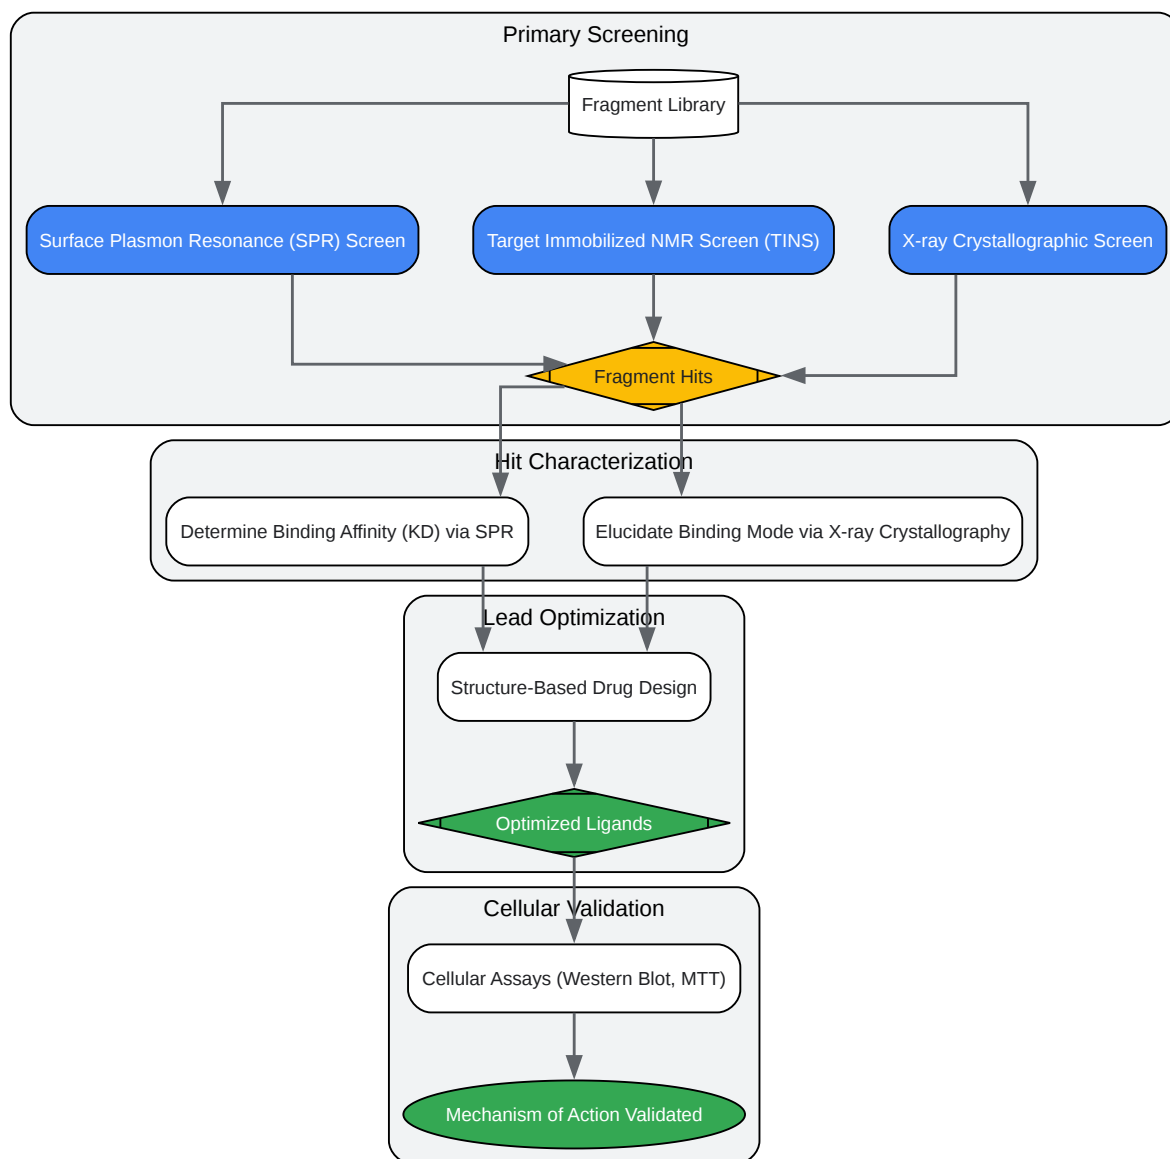 Primary Screening
Fragment Library
Surface Plasmon Resonance (SPR) Screen
Target Immobilized NMR Screen (TINS)
X-ray Crystallographic Screen
Fragment Hits
Hit Characterization
Determine Binding Affinity (KD) via SPR
Elucidate Binding Mode via X-ray Crystallography
Lead Optimization
Structure-Based Drug Design
Optimized Ligands
Cellular Validation
Cellular Assays (Western Blot, MTT)
Mechanism of Action Validated